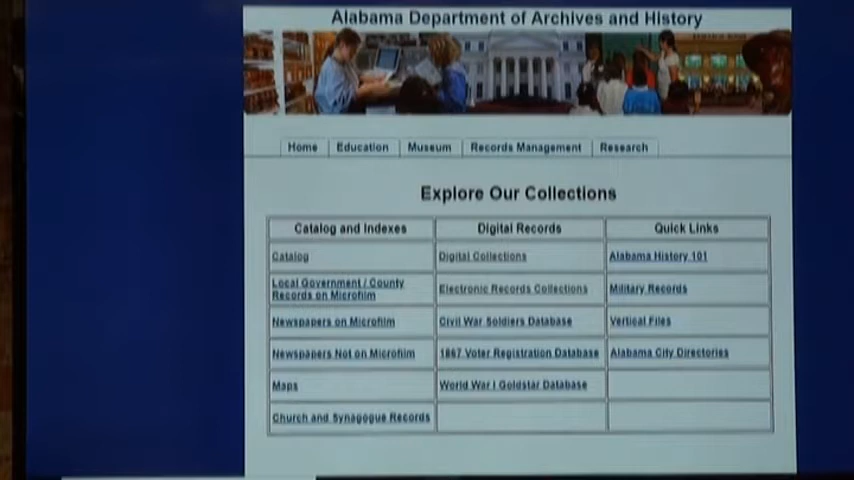 Alabama Department of Archives and History
Home Education Museum Records Management Research
Explore Our Collections
Catalog and Indexes Digital Records Quick Links
Catalog Digital Collections Alabama History 101
Local Government / County
Records on Microfilm Electronic Records Collections Military Records
Newspapers on Microfilm Civil War Soldiers Database Vertical Files
Newspapers Not on Microfilm 1867 Voter Registration Database Alabama City Directories
Maps World War I Goldstar Database
Church and Synagogue Records